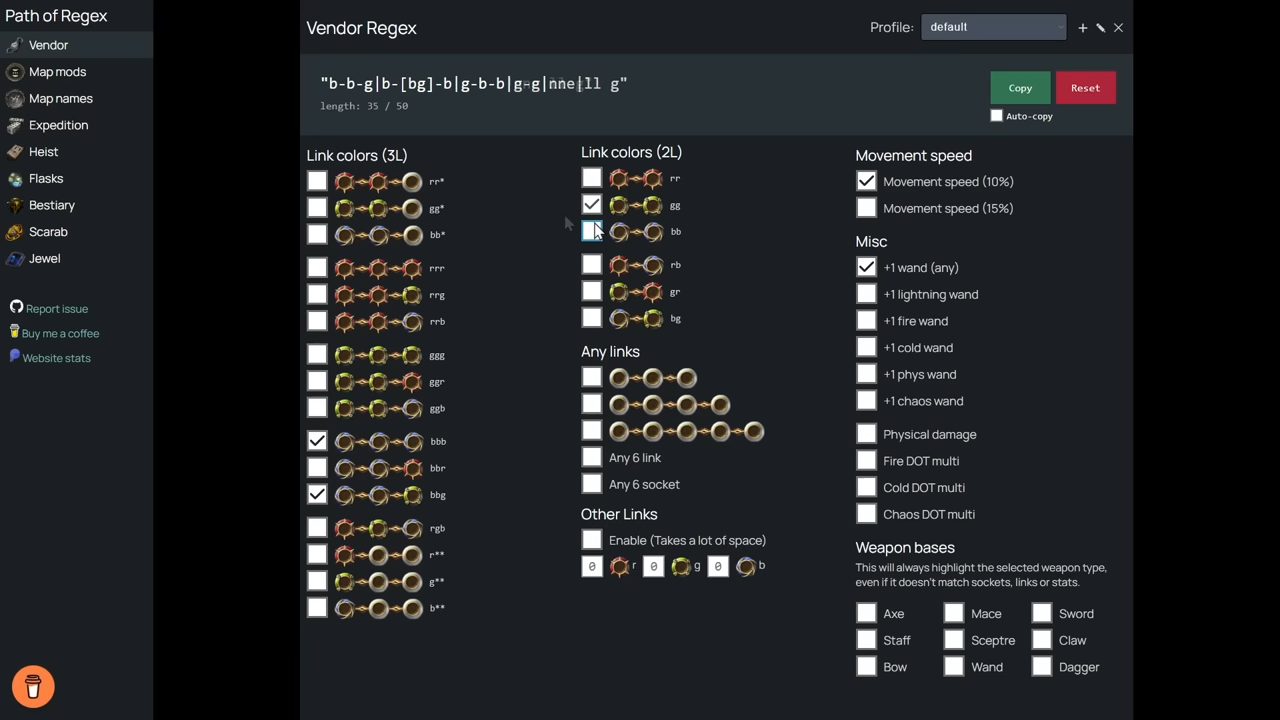 Path of Regex
Vendor
Map mods
Map names
Expedition
Heist
Flasks
Bestiary
Scarab
Jewel
Report issue
Buy me a coffee
Website stats
Vendor Regex
Profile:
default
"b-b-g|b-[bg]-b|g-b-b|g-g|
length: 35 / 50
Copy
Reset
Auto-copy
Link colors (3L)
rr*
gg*
bb*
rrr
rrg
rrb
ggg
ggr
ggb
bbb
bbr
bbg
rgb
r**
g**
b**
Link colors (2L)
rr
gg
bb
rb
gr
bg
Any links
Any 6 link
Any 6 socket
Other Links
Enable (Takes a lot of space)
0 r 0 g 0 b
Movement speed
Movement speed (10%)
Movement speed (15%)
Misc
+1 wand (any)
+1 lightning wand
+1 fire wand
+1 cold wand
+1 phys wand
+1 chaos wand
Physical damage
Fire DOT multi
Cold DOT multi
Chaos DOT multi
Weapon bases
This will always highlight the selected weapon type,
even if it doesn't match sockets, links or stats.
Axe Mace Sword
Staff Sceptre Claw
Bow Wand Dagger